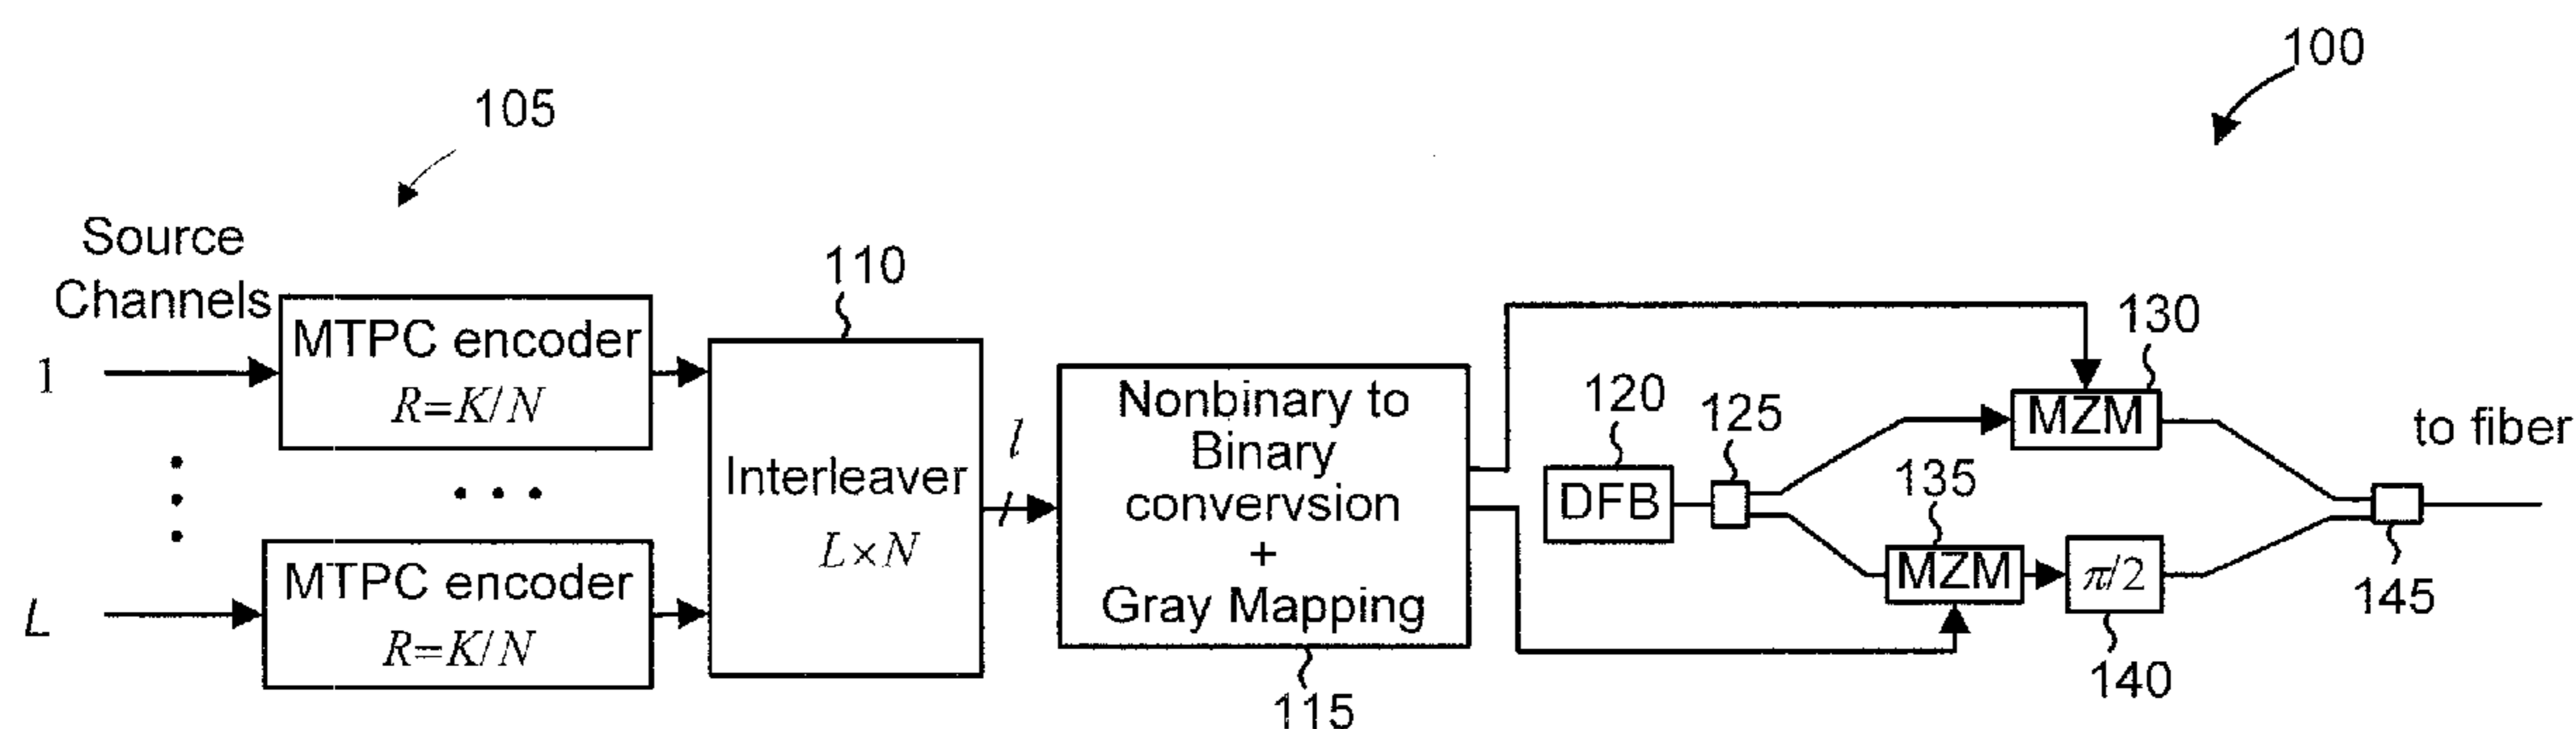 100
105
Source
Channels
110
1
MTPC encoder
R=K/N
Interleaver
L×N
l
Nonbinary to
Binary
convervsion
+
Gray Mapping
115
L
MTPC encoder
R=K/N
120
DFB
125
130
MZM
135
MZM
π/2
140
145
to fiber